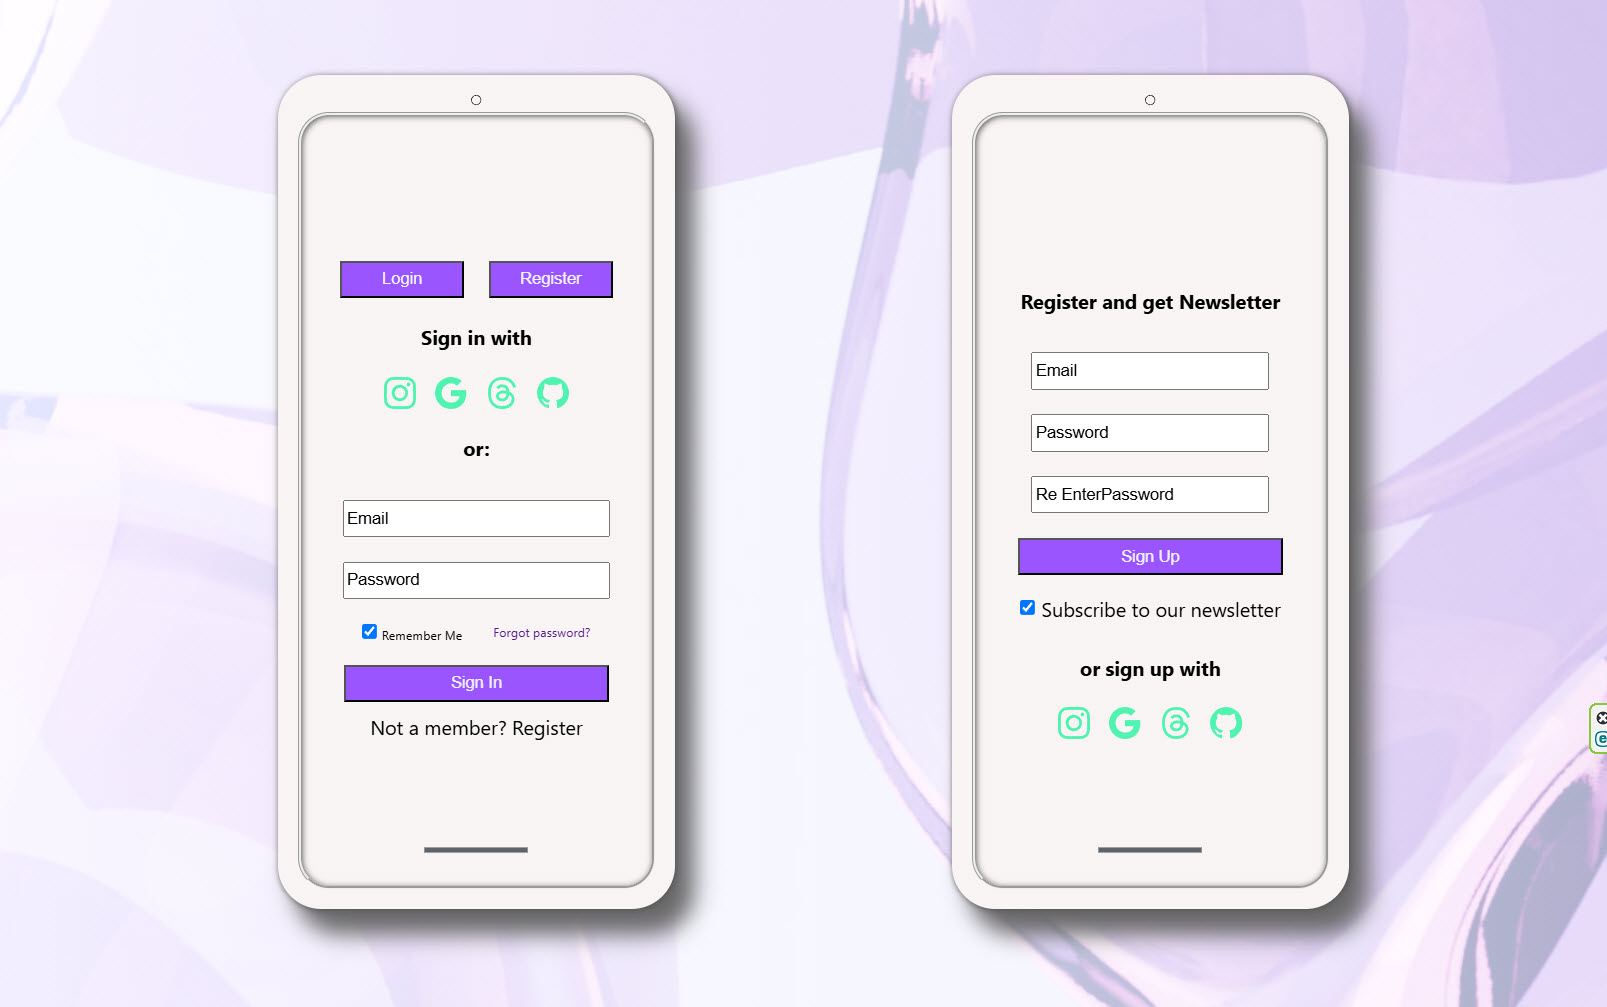 Login Register
Sign in with
or:
Email
Password
Remember Me Forgot password?
Sign In
Not a member? Register
Register and get Newsletter
Email
Password
Re EnterPassword
Sign Up
Subscribe to our newsletter
or sign up with